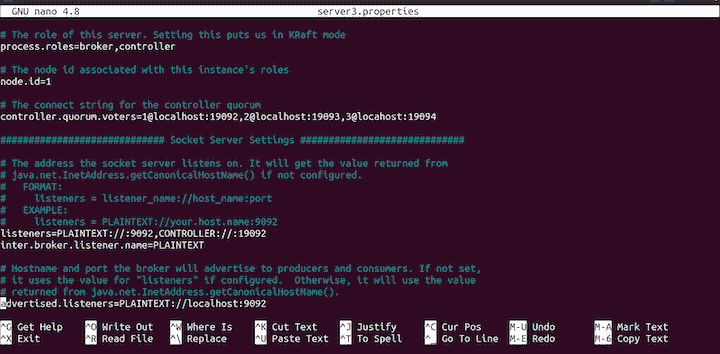 GNU nano 4.8 server3.properties
# The role of this server. Setting this puts us in KRaft mode
process.roles=broker,controller
# The node id associated with this instance's roles
node.id=1
# The connect string for the controller quorum
controller.quorum.voters=1@localhost:19092,2@localhost:19093,3@locahost:19094
############################# Socket Server Settings #############################
# The address the socket server listens on. It will get the value returned from
# java.net.InetAddress.getCanonicalHostName() if not configured.
#   FORMAT:
#     listeners = listener_name://host_name:port
#   EXAMPLE:
#     listeners = PLAINTEXT://your.host.name:9092
listeners=PLAINTEXT://:9092,CONTROLLER://:19092
inter.broker.listener.name=PLAINTEXT
# Hostname and port the broker will advertise to producers and consumers. If not set,
# it uses the value for "listeners" if configured.  Otherwise, it will use the value
# returned from java.net.InetAddress.getCanonicalHostName().
advertised.listeners=PLAINTEXT://localhost:9092
^G Get Help ^O Write Out ^W Where Is ^K Cut Text ^J Justify ^C Cur Pos M-U Undo M-A Mark Text
^X Exit ^R Read File ^\ Replace ^U Paste Text ^T To Spell ^_ Go To Line M-E Redo M-6 Copy Text